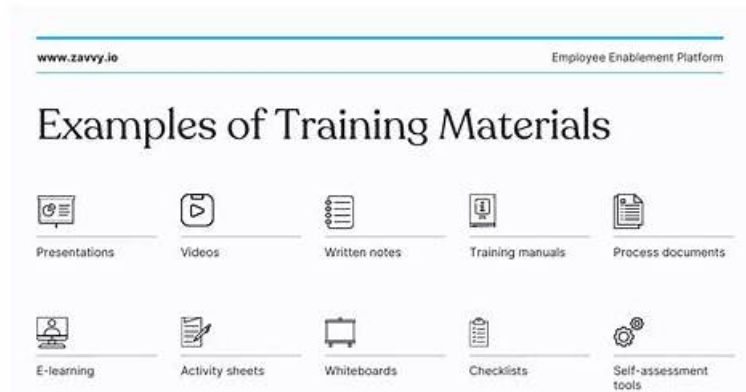 www.zavvy.io
Employee Enablement Platform
Examples of Training Materials
Presentations
Videos
Written notes
Training manuals
Process documents
E-learning
Activity sheets
Whiteboards
Checklists
Self-assessment
tools